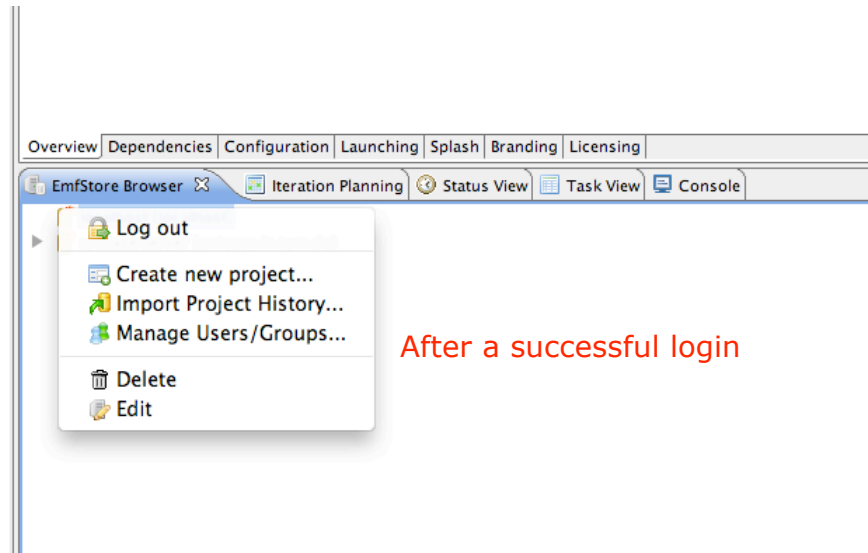 Overview Dependencies Configuration Launching Splash Branding Licensing
EmfStore Browser Iteration Planning Status View Task View Console
Log out
Create new project...
Import Project History...
Manage Users/Groups...
After a successful login
Delete
Edit